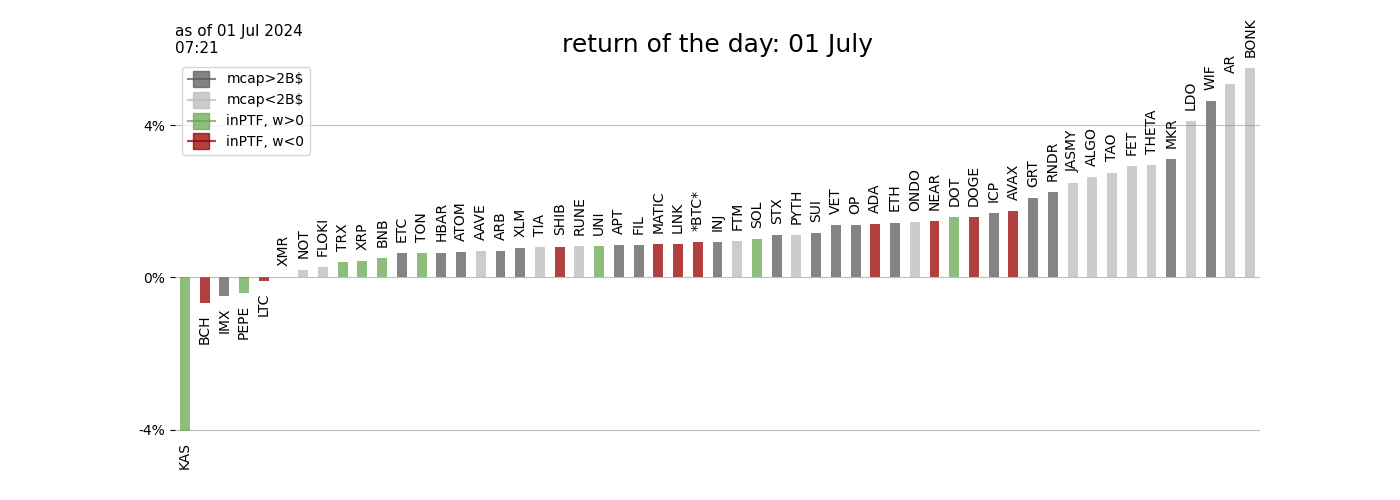 as of 01 Jul 2024
07:21
return of the day: 01 July
mcap>2B$
mcap<2B$
inPTF, w>0
inPTF, w<0
4%
0%
-4%
KAS
BCH
IMX
PEPE
LTC
XMR
NOT
FLOKI
TRX
XRP
BNB
ETC
TON
HBAR
ATOM
AAVE
ARB
XLM
TIA
SHIB
RUNE
UNI
APT
FIL
MATIC
LINK
*BTC*
INJ
FTM
SOL
STX
PYTH
SUI
VET
OP
ADA
ETH
ONDO
NEAR
DOT
DOGE
ICP
AVAX
GRT
RNDR
JASMY
ALGO
TAO
FET
THETA
MKR
LDO
WIF
AR
BONK